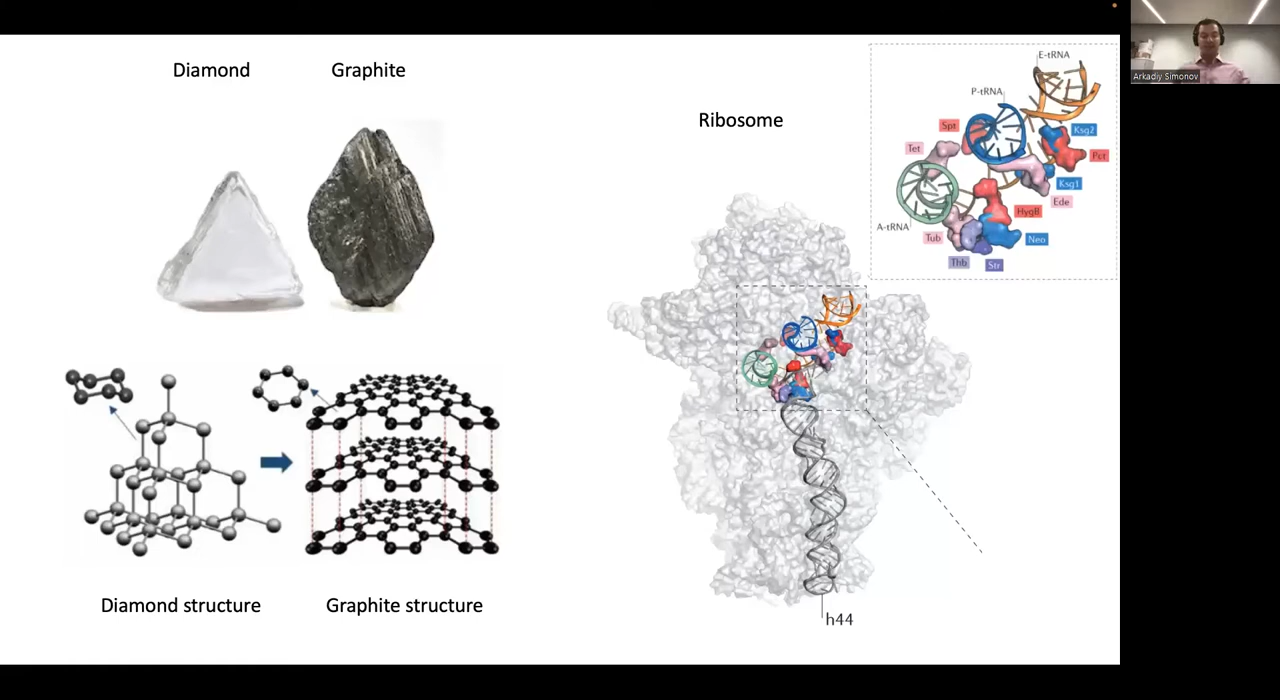 Diamond
Graphite
Diamond structure
Graphite structure
Ribosome
h44
E-tRNA
P-tRNA
Spt
Ksg2
Tet
Pct
Ksg1
Ede
HygB
A-tRNA
Tub
Neo
Thb
Str
Arkadiy Simonov